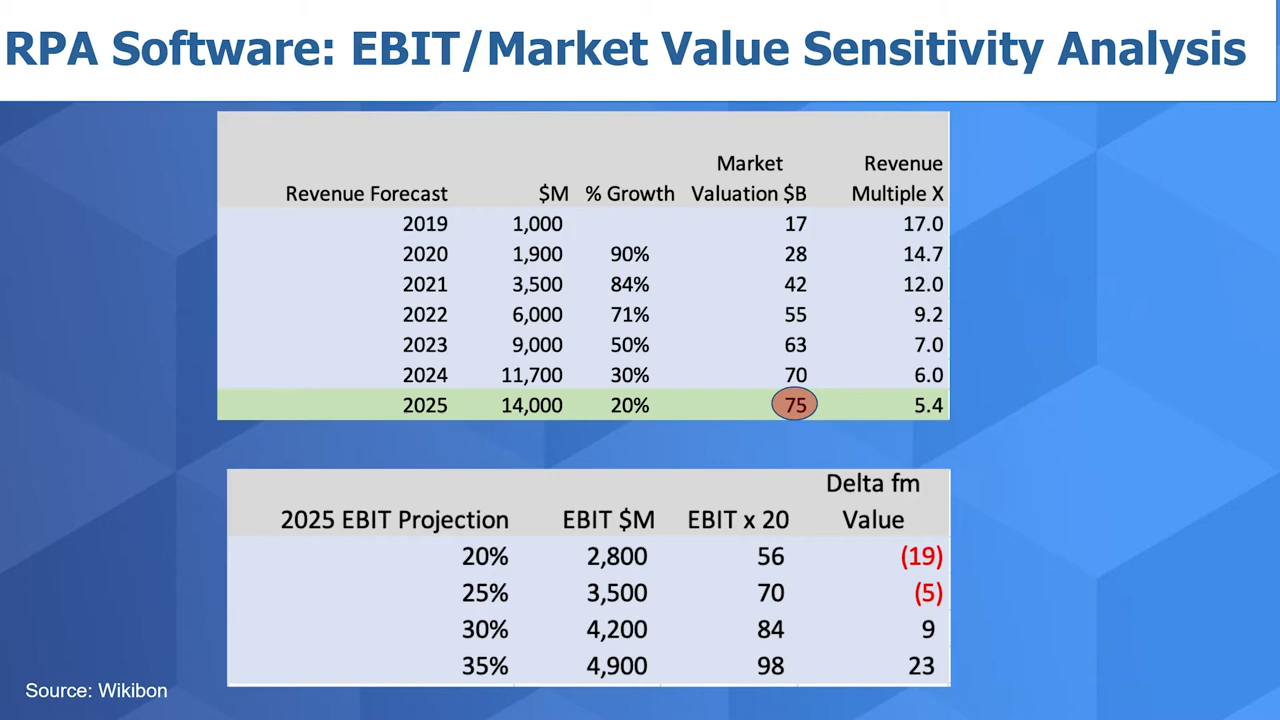 RPA Software: EBIT/Market Value Sensitivity Analysis
Market Revenue
Revenue Forecast $M % Growth Valuation $B Multiple X
2019 1,000 17 17.0
2020 1,900 90% 28 14.7
2021 3,500 84% 42 12.0
2022 6,000 71% 55 9.2
2023 9,000 50% 63 7.0
2024 11,700 30% 70 6.0
2025 14,000 20% 75 5.4
Delta fm
2025 EBIT Projection EBIT $M EBIT x 20 Value
20% 2,800 56 (19)
25% 3,500 70 (5)
30% 4,200 84 9
35% 4,900 98 23
Source: Wikibon